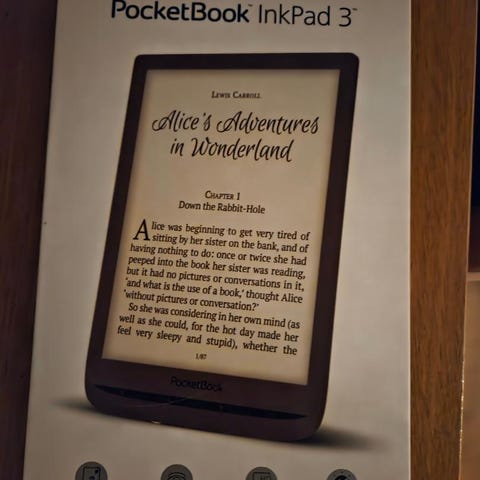 PocketBook™ InkPad 3™
Lewis Carroll
Alice's Adventures
in Wonderland
Chapter 1
Down the Rabbit-Hole
Alice was beginning to get very tired of
sitting by her sister on the bank, and of
having nothing to do: once or twice she had
peeped into the book her sister was reading,
but it had no pictures or conversations in it,
'and what is the use of a book,' thought Alice
'without pictures or conversation?'
So she was considering in her own mind (as
well as she could, for the hot day made her
feel very sleepy and stupid), whether the
1/87
PocketBook